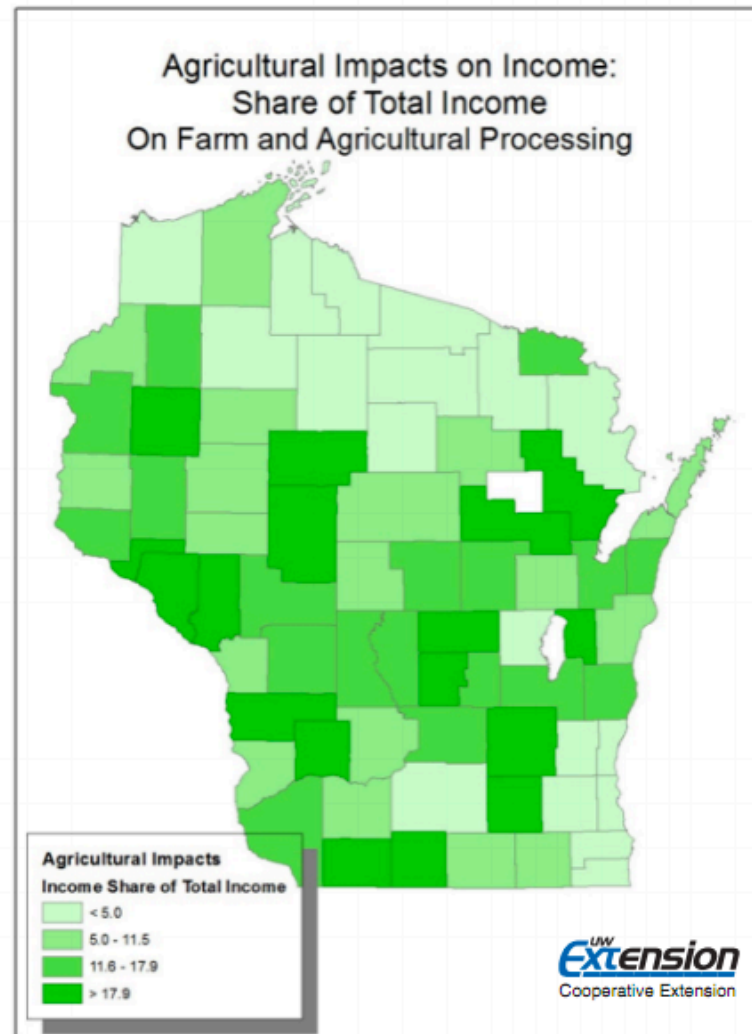 Agricultural Impacts on Income:
Share of Total Income
On Farm and Agricultural Processing
Agricultural Impacts
Income Share of Total Income
< 5.0
5.0 - 11.5
11.6 - 17.9
> 17.9
UW
Extension
Cooperative Extension